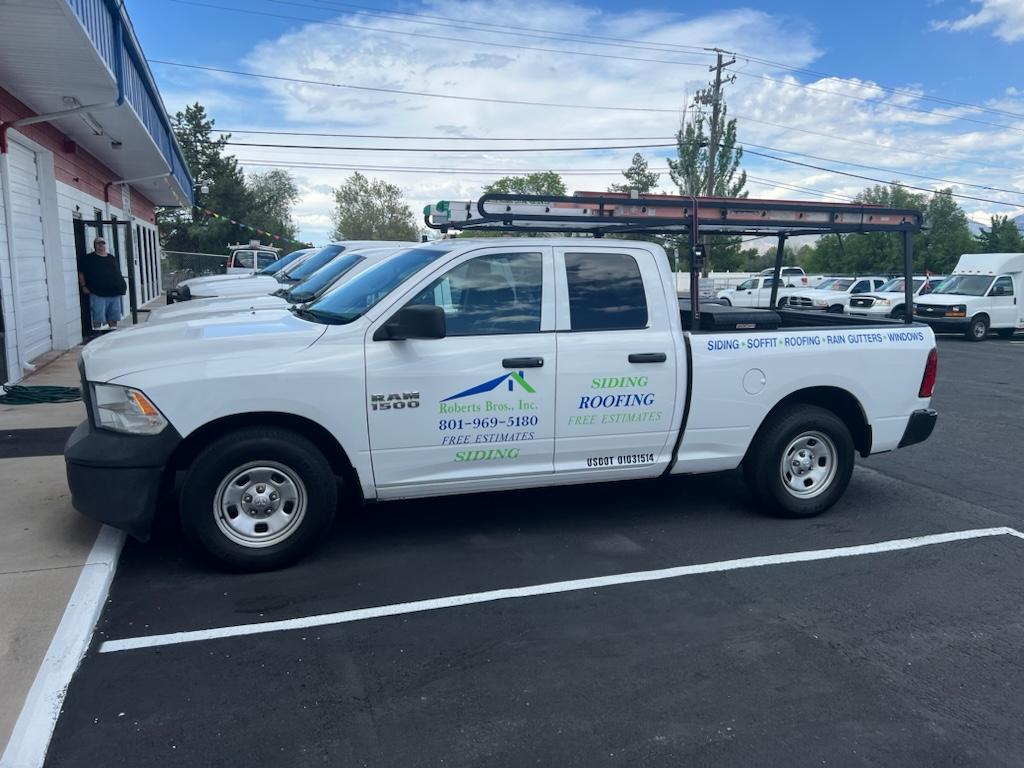 SIDING • SOFFIT • ROOFING • RAIN GUTTERS • WINDOWS
RAM
1500
Roberts Bros., Inc.
801-969-5180
FREE ESTIMATES
SIDING
SIDING
ROOFING
FREE ESTIMATES
USDOT 01031514